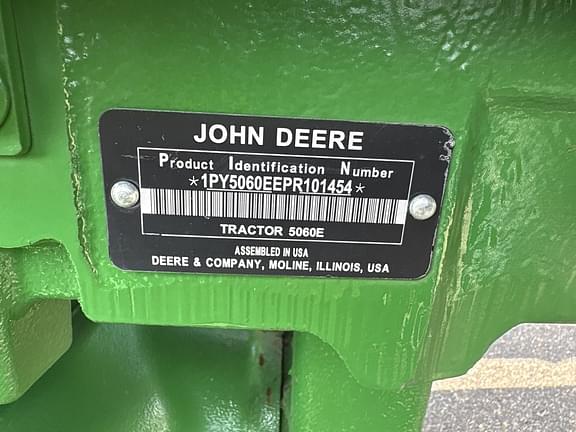 JOHN DEERE
Product Identification Number
*1PY5060EEPR101454*
TRACTOR 5060E
ASSEMBLED IN USA
DEERE & COMPANY, MOLINE, ILLINOIS, USA